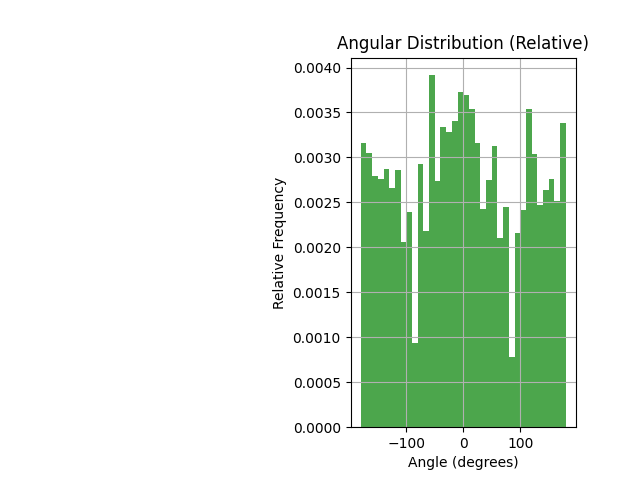 Angular Distribution (Relative)
0.0040
0.0035
0.0030
0.0025
0.0020
0.0015
0.0010
0.0005
0.0000
Relative Frequency
−100 0 100
Angle (degrees)